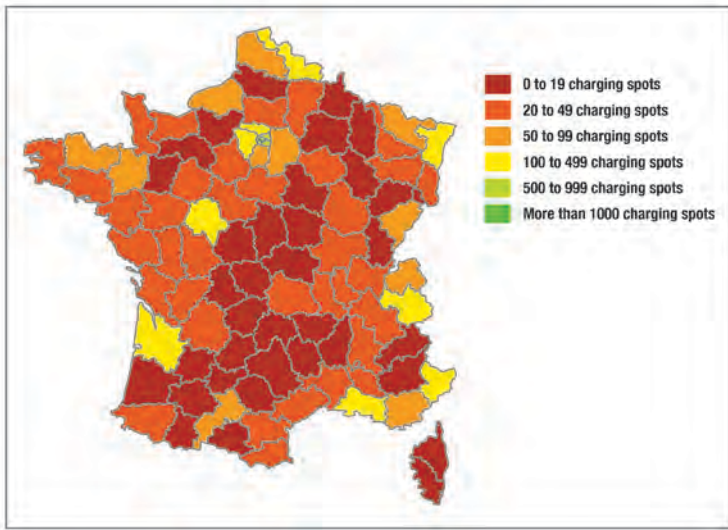 0 to 19 charging spots
20 to 49 charging spots
50 to 99 charging spots
100 to 499 charging spots
500 to 999 charging spots
More than 1000 charging spots